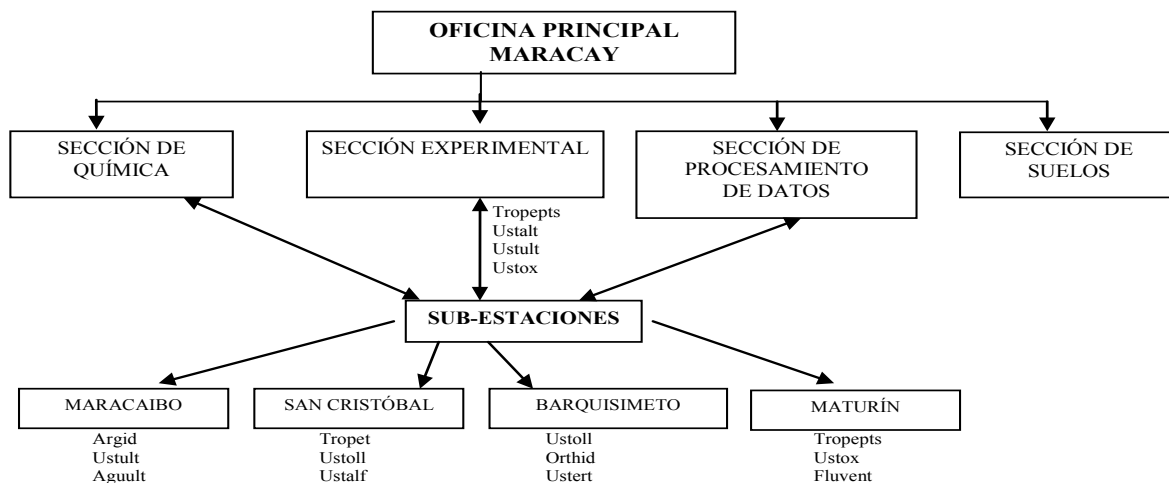 OFICINA PRINCIPAL
MARACAY
SECCIÓN DE
QUÍMICA
SECCIÓN EXPERIMENTAL
SECCIÓN DE
PROCESAMIENTO
DE DATOS
SECCIÓN DE
SUELOS
Tropepts
Ustalt
Ustult
Ustox
SUB-ESTACIONES
MARACAIBO
Argid
Ustult
Aguult
SAN CRISTÓBAL
Tropet
Ustoll
Ustalf
BARQUISIMETO
Ustoll
Orthid
Ustert
MATURÍN
Tropepts
Ustox
Fluvent